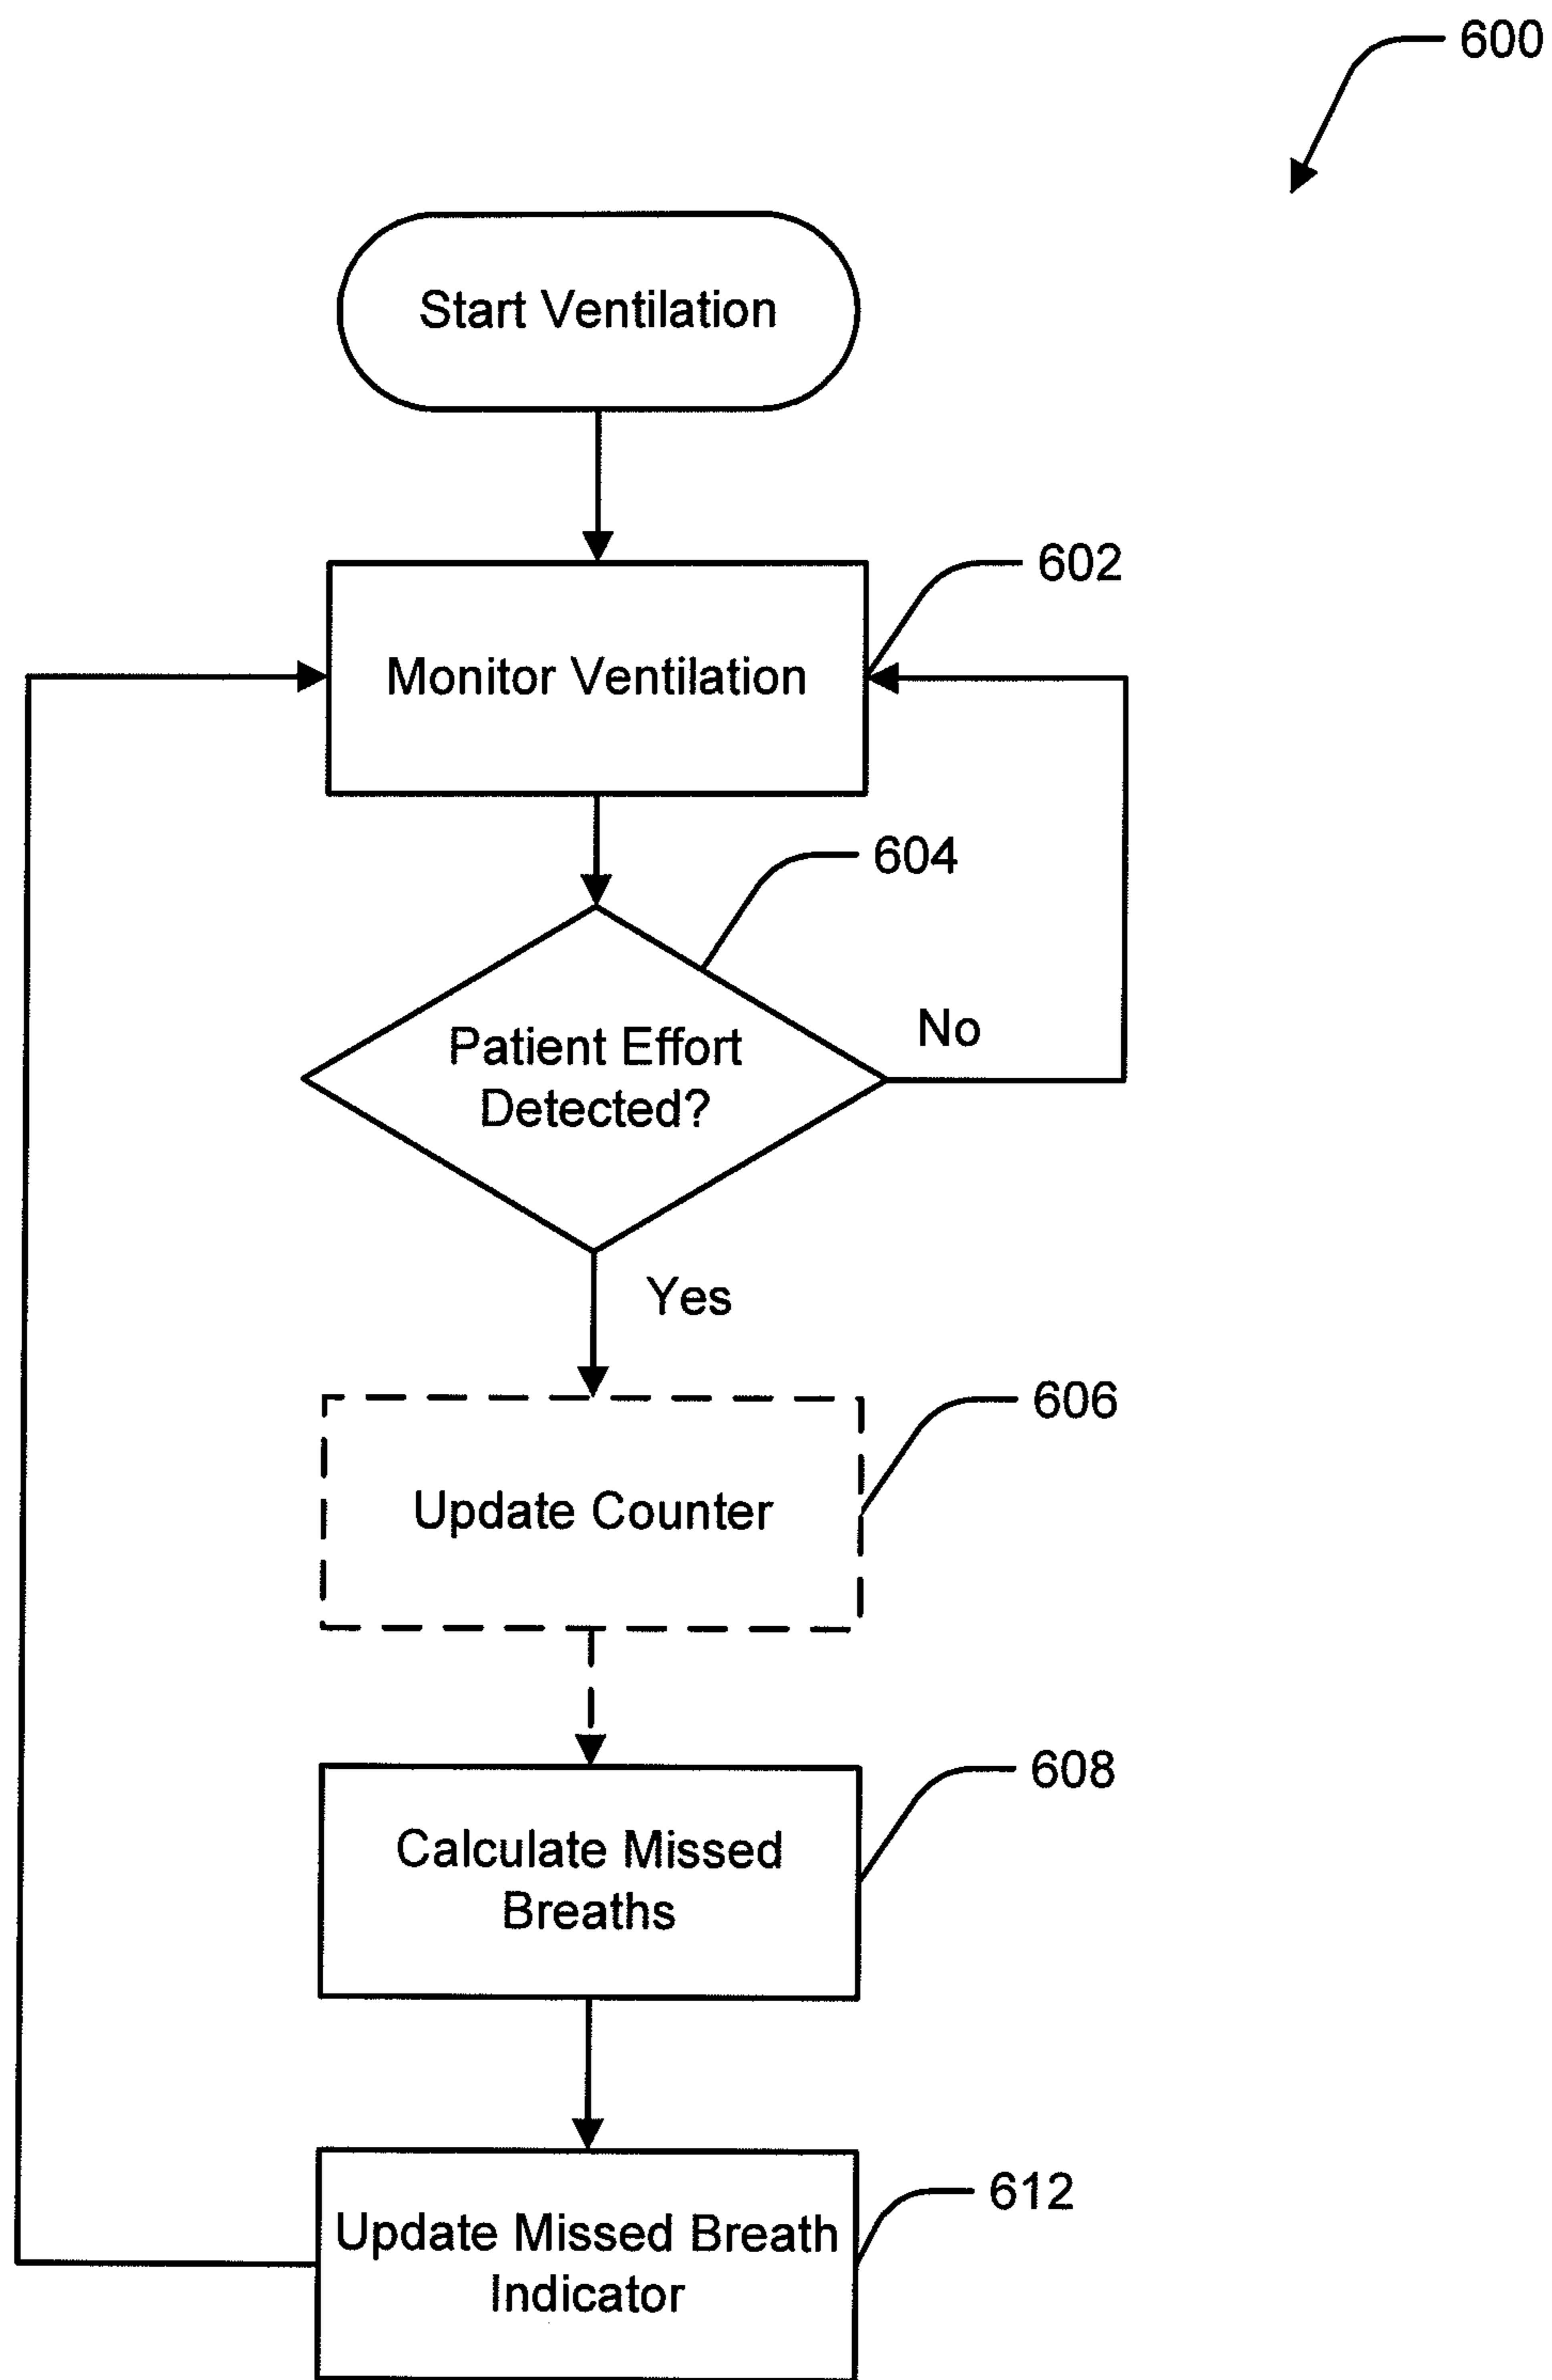 600
Start Ventilation
602
Monitor Ventilation
604
Patient Effort
Detected?
No
Yes
606
Update Counter
608
Calculate Missed
Breaths
612
Update Missed Breath
Indicator